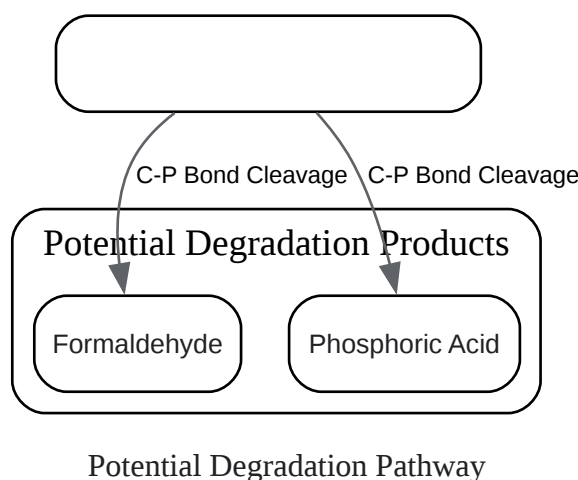 C-P Bond Cleavage
C-P Bond Cleavage
Potential Degradation Products
Formaldehyde
Phosphoric Acid
Potential Degradation Pathway